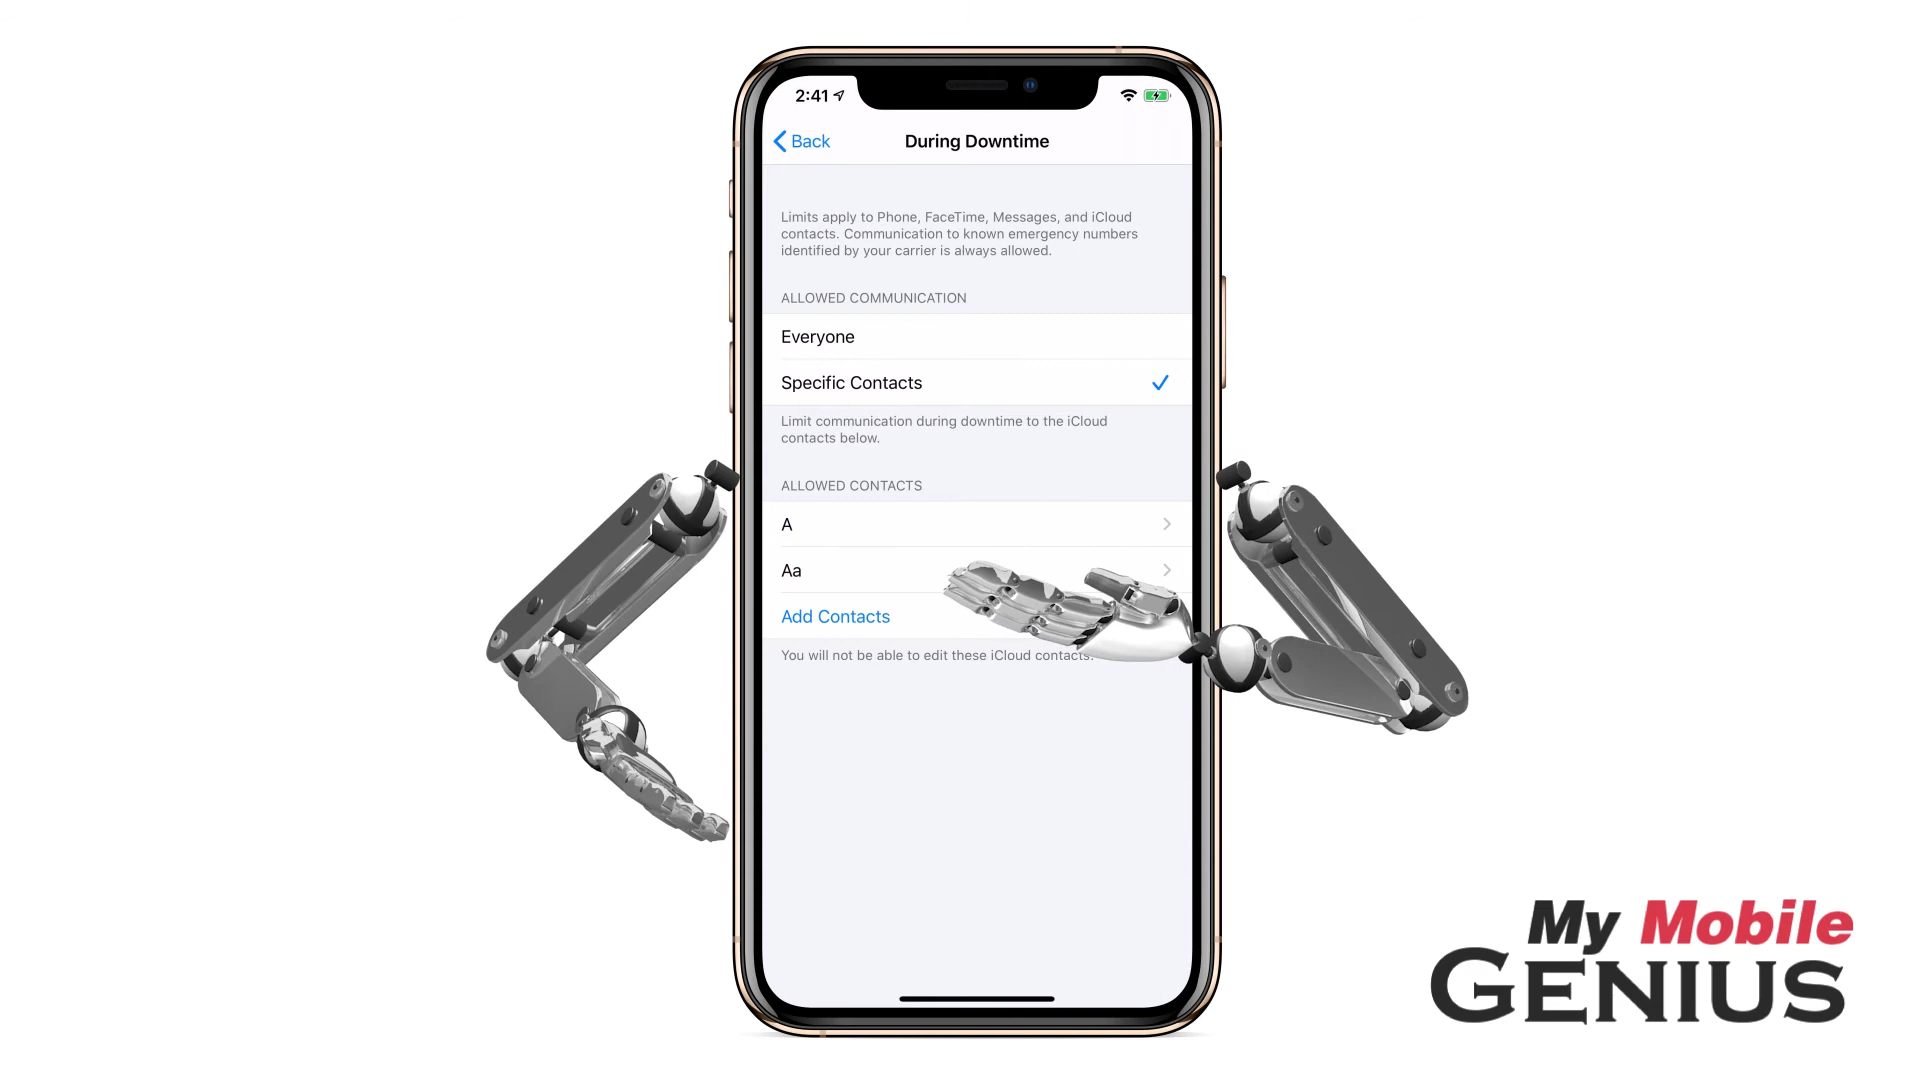 2:41
Back
During Downtime
Limits apply to Phone, FaceTime, Messages, and iCloud
contacts. Communication to known emergency numbers
identified by your carrier is always allowed.
ALLOWED COMMUNICATION
Everyone
Specific Contacts
Limit communication during downtime to the iCloud
contacts below.
ALLOWED CONTACTS
A
Aa
Add Contacts
You will not be able to edit these iCloud contacts.
My Mobile
GENIUS